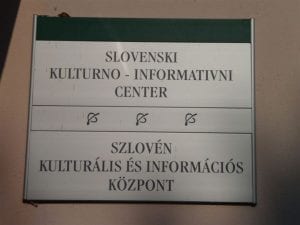 SLOVENSKI
KULTURNO - INFORMATIVNI
CENTER
SZLOVÉN
KULTURÁLIS ÉS INFORMÁCIÓS
KÖZPONT